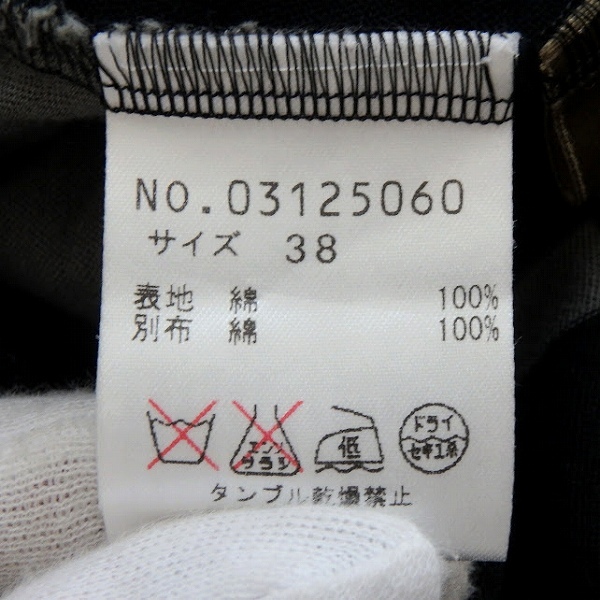 NO.03125060
サイズ 38
表地 綿 100%
別布 綿 100%
エンソ サラシ 低 ドライ セキユ系
タンブル乾燥禁止